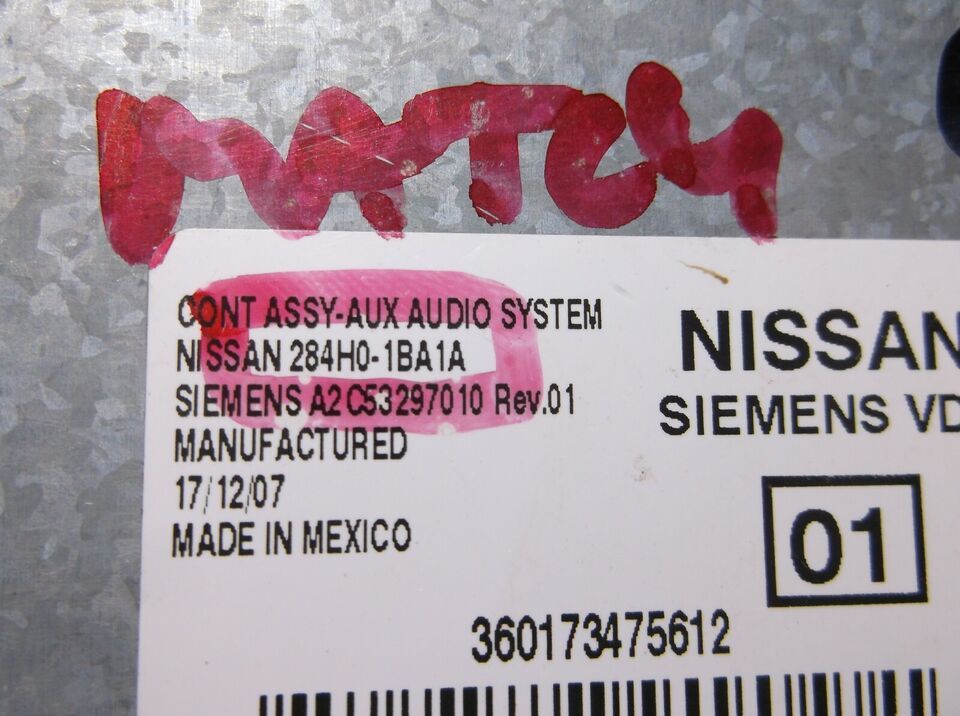 MATCH
CONT ASSY-AUX AUDIO SYSTEM
NISSAN 284H0-1BA1A
SIEMENS A2C53297010 Rev.01
MANUFACTURED
17/12/07
MADE IN MEXICO
NISSAN
SIEMENS VD
01
360173475612